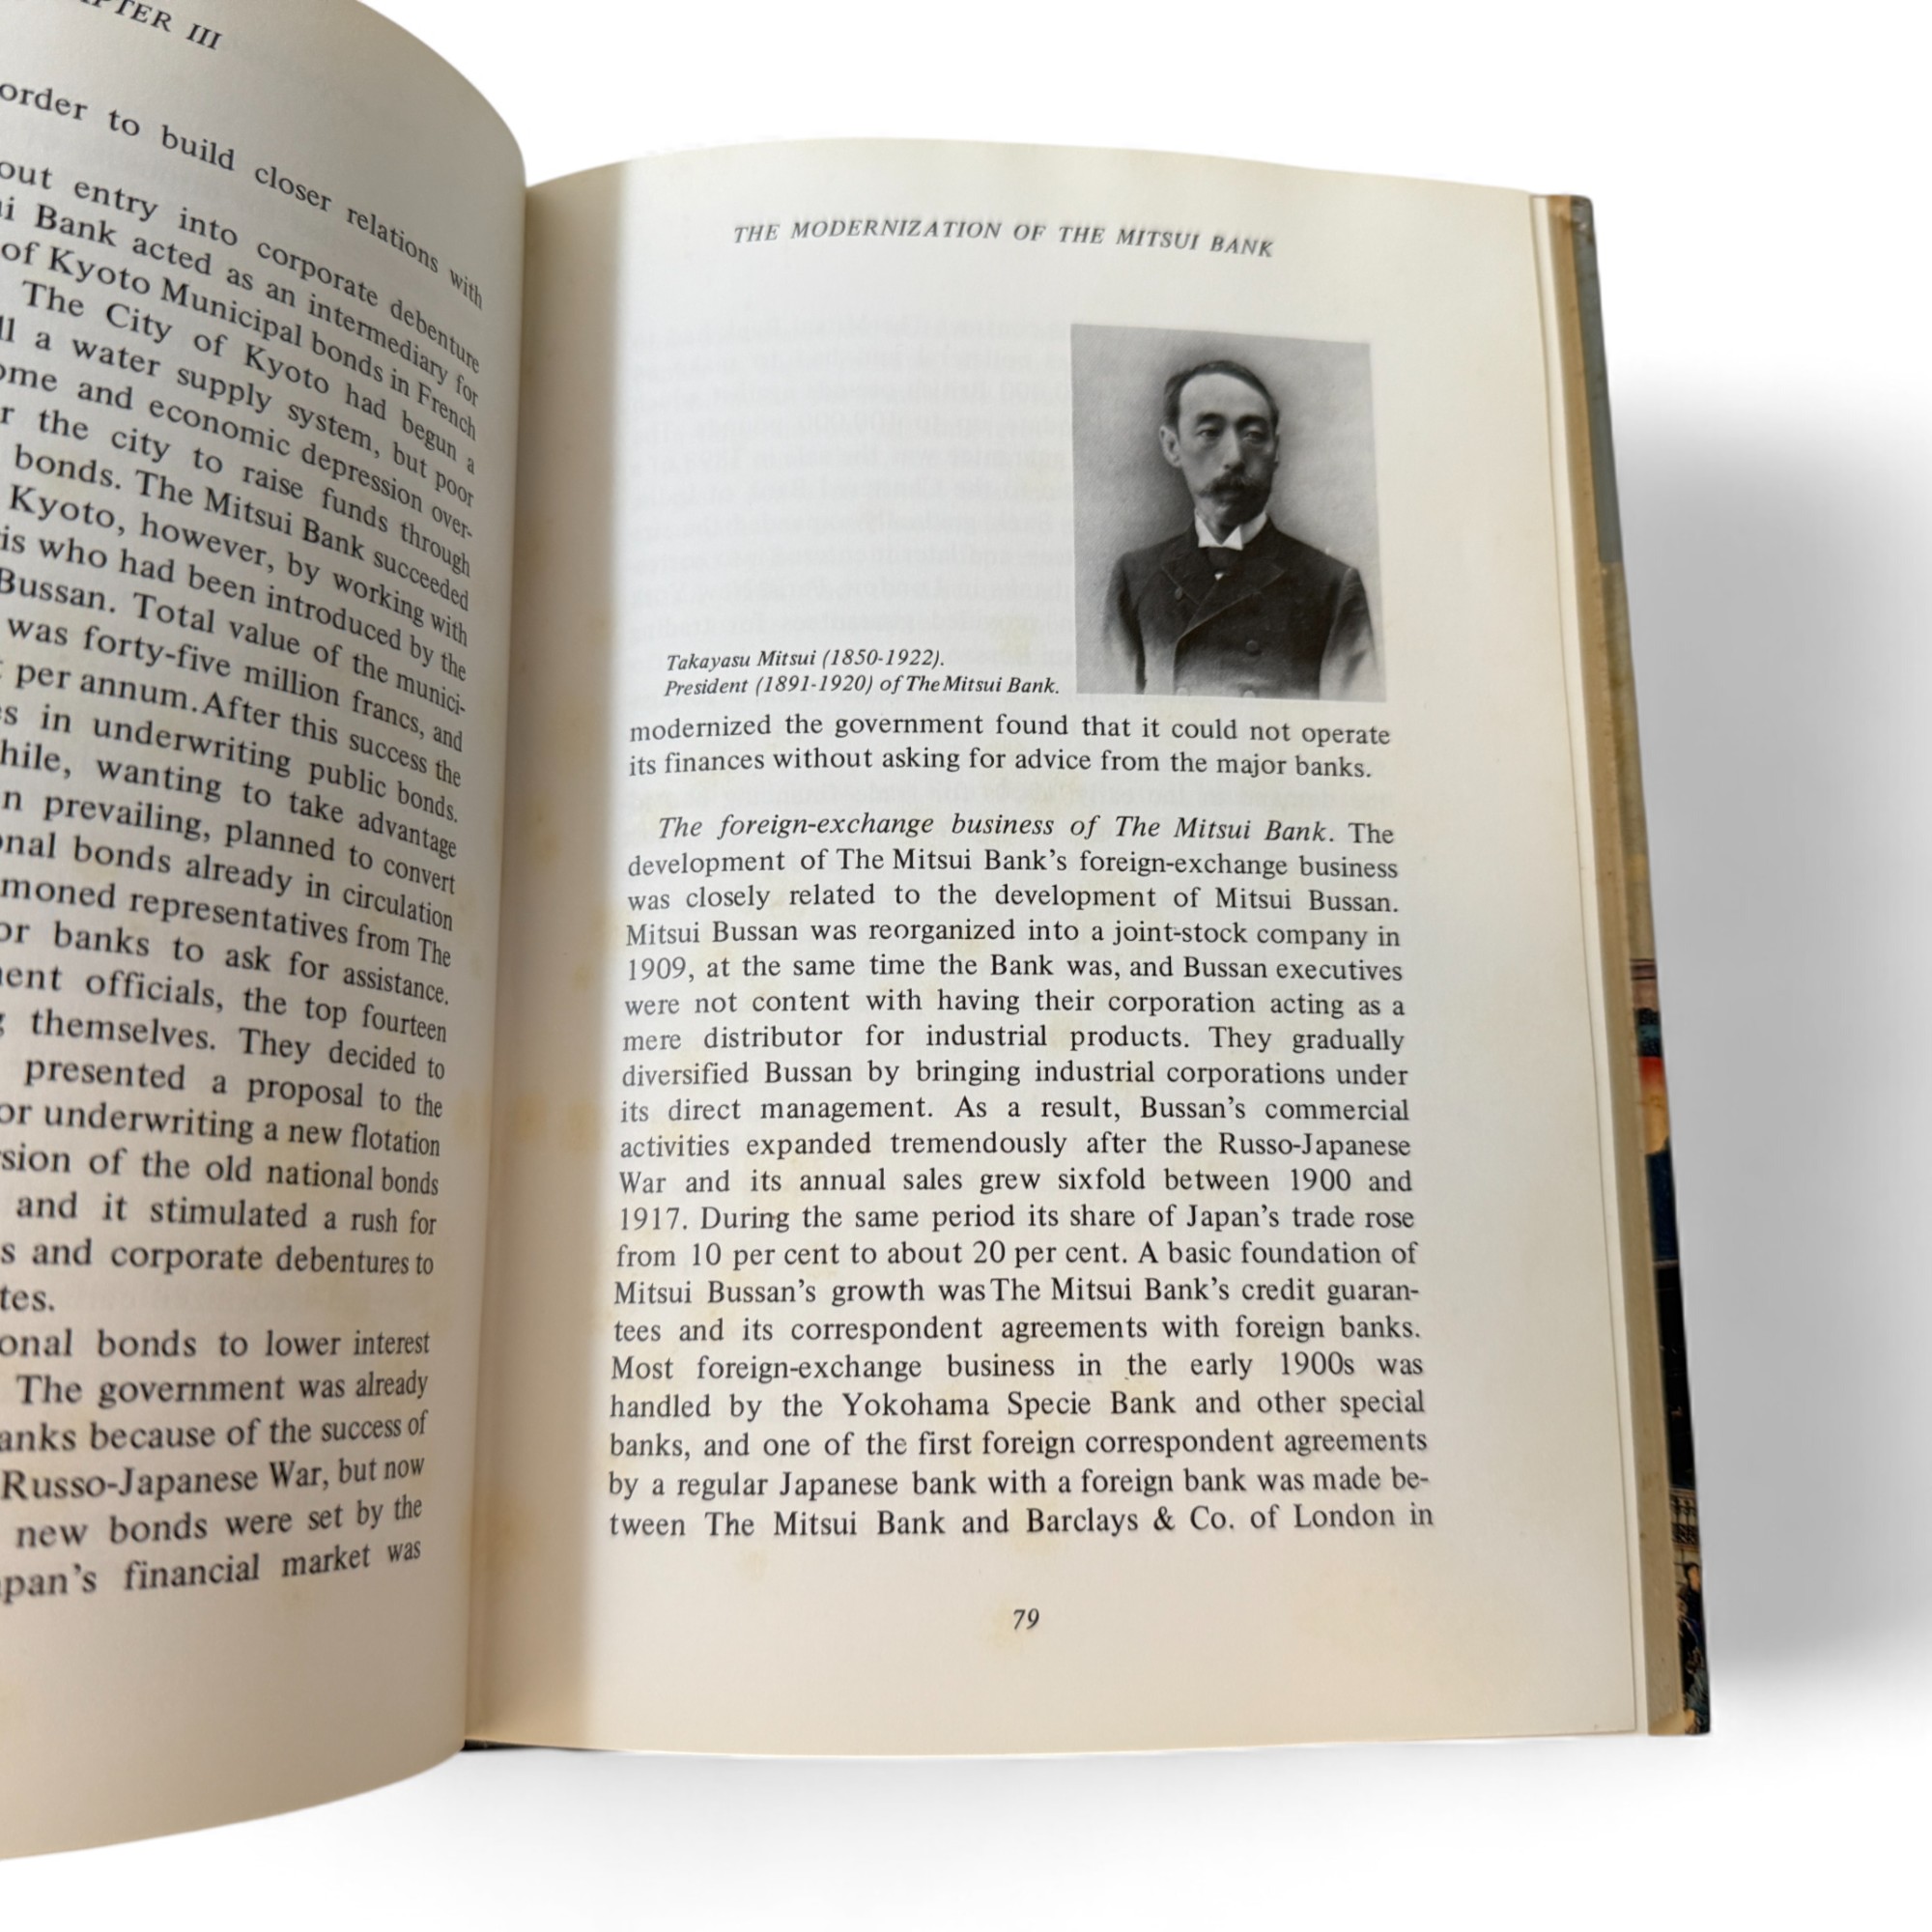 III
order to build closer relations with
entry into corporate debenture
Bank acted as an intermediary for
of Kyoto Municipal bonds in French
The City of Kyoto had begun a
a water supply system, but poor
and economic depression over-
the city to raise funds through
bonds. The Mitsui Bank succeeded
Kyoto, however, by working with
who had been introduced by the
Bussan. Total value of the munici-
was forty-five million francs, and
per annum. After this success the
in underwriting public bonds.
wanting to take advantage
prevailing, planned to convert
bonds already in circulation
representatives from The
banks to ask for assistance.
officials, the top fourteen
themselves. They decided to
presented a proposal to the
or underwriting a new flotation
of the old national bonds
and it stimulated a rush for
and corporate debentures to
bonds to lower interest
The government was already
because of the success of
Russo-Japanese War, but now
new bonds were set by the
financial market was
THE MODERNIZATION OF THE MITSUI BANK
Takayasu Mitsui (1850-1922).
President (1891-1920) of The Mitsui Bank.
modernized the government found that it could not operate
its finances without asking for advice from the major banks.
The foreign-exchange business of The Mitsui Bank. The
development of The Mitsui Bank's foreign-exchange business
was closely related to the development of Mitsui Bussan.
Mitsui Bussan was reorganized into a joint-stock company in
1909, at the same time the Bank was, and Bussan executives
were not content with having their corporation acting as a
mere distributor for industrial products. They gradually
diversified Bussan by bringing industrial corporations under
its direct management. As a result, Bussan's commercial
activities expanded tremendously after the Russo-Japanese
War and its annual sales grew sixfold between 1900 and
1917. During the same period its share of Japan's trade rose
from 10 per cent to about 20 per cent. A basic foundation of
Mitsui Bussan's growth was The Mitsui Bank's credit guaran-
tees and its correspondent agreements with foreign banks.
Most foreign-exchange business in the early 1900s was
handled by the Yokohama Specie Bank and other special
banks, and one of the first foreign correspondent agreements
by a regular Japanese bank with a foreign bank was made be-
tween The Mitsui Bank and Barclays & Co. of London in
79